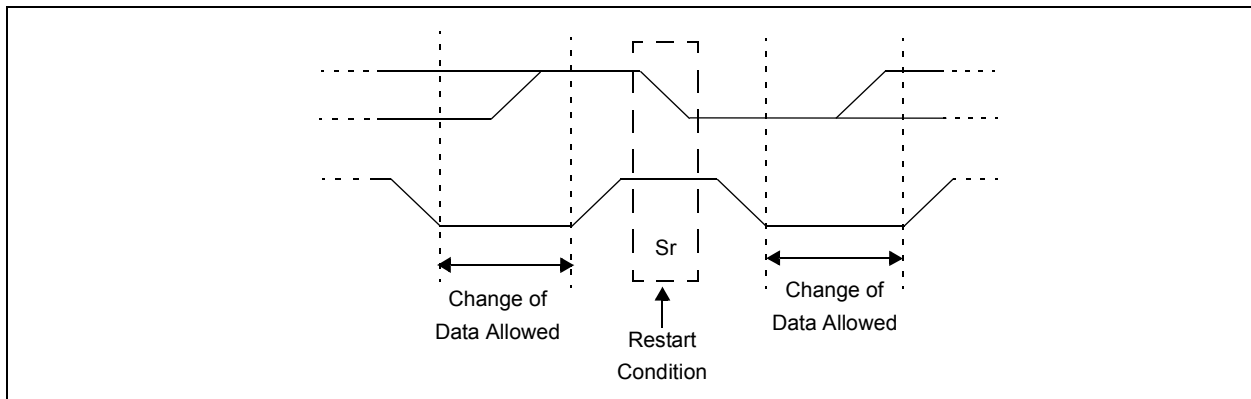 Sr
Change of
Data Allowed
Restart
Condition
Change of
Data Allowed